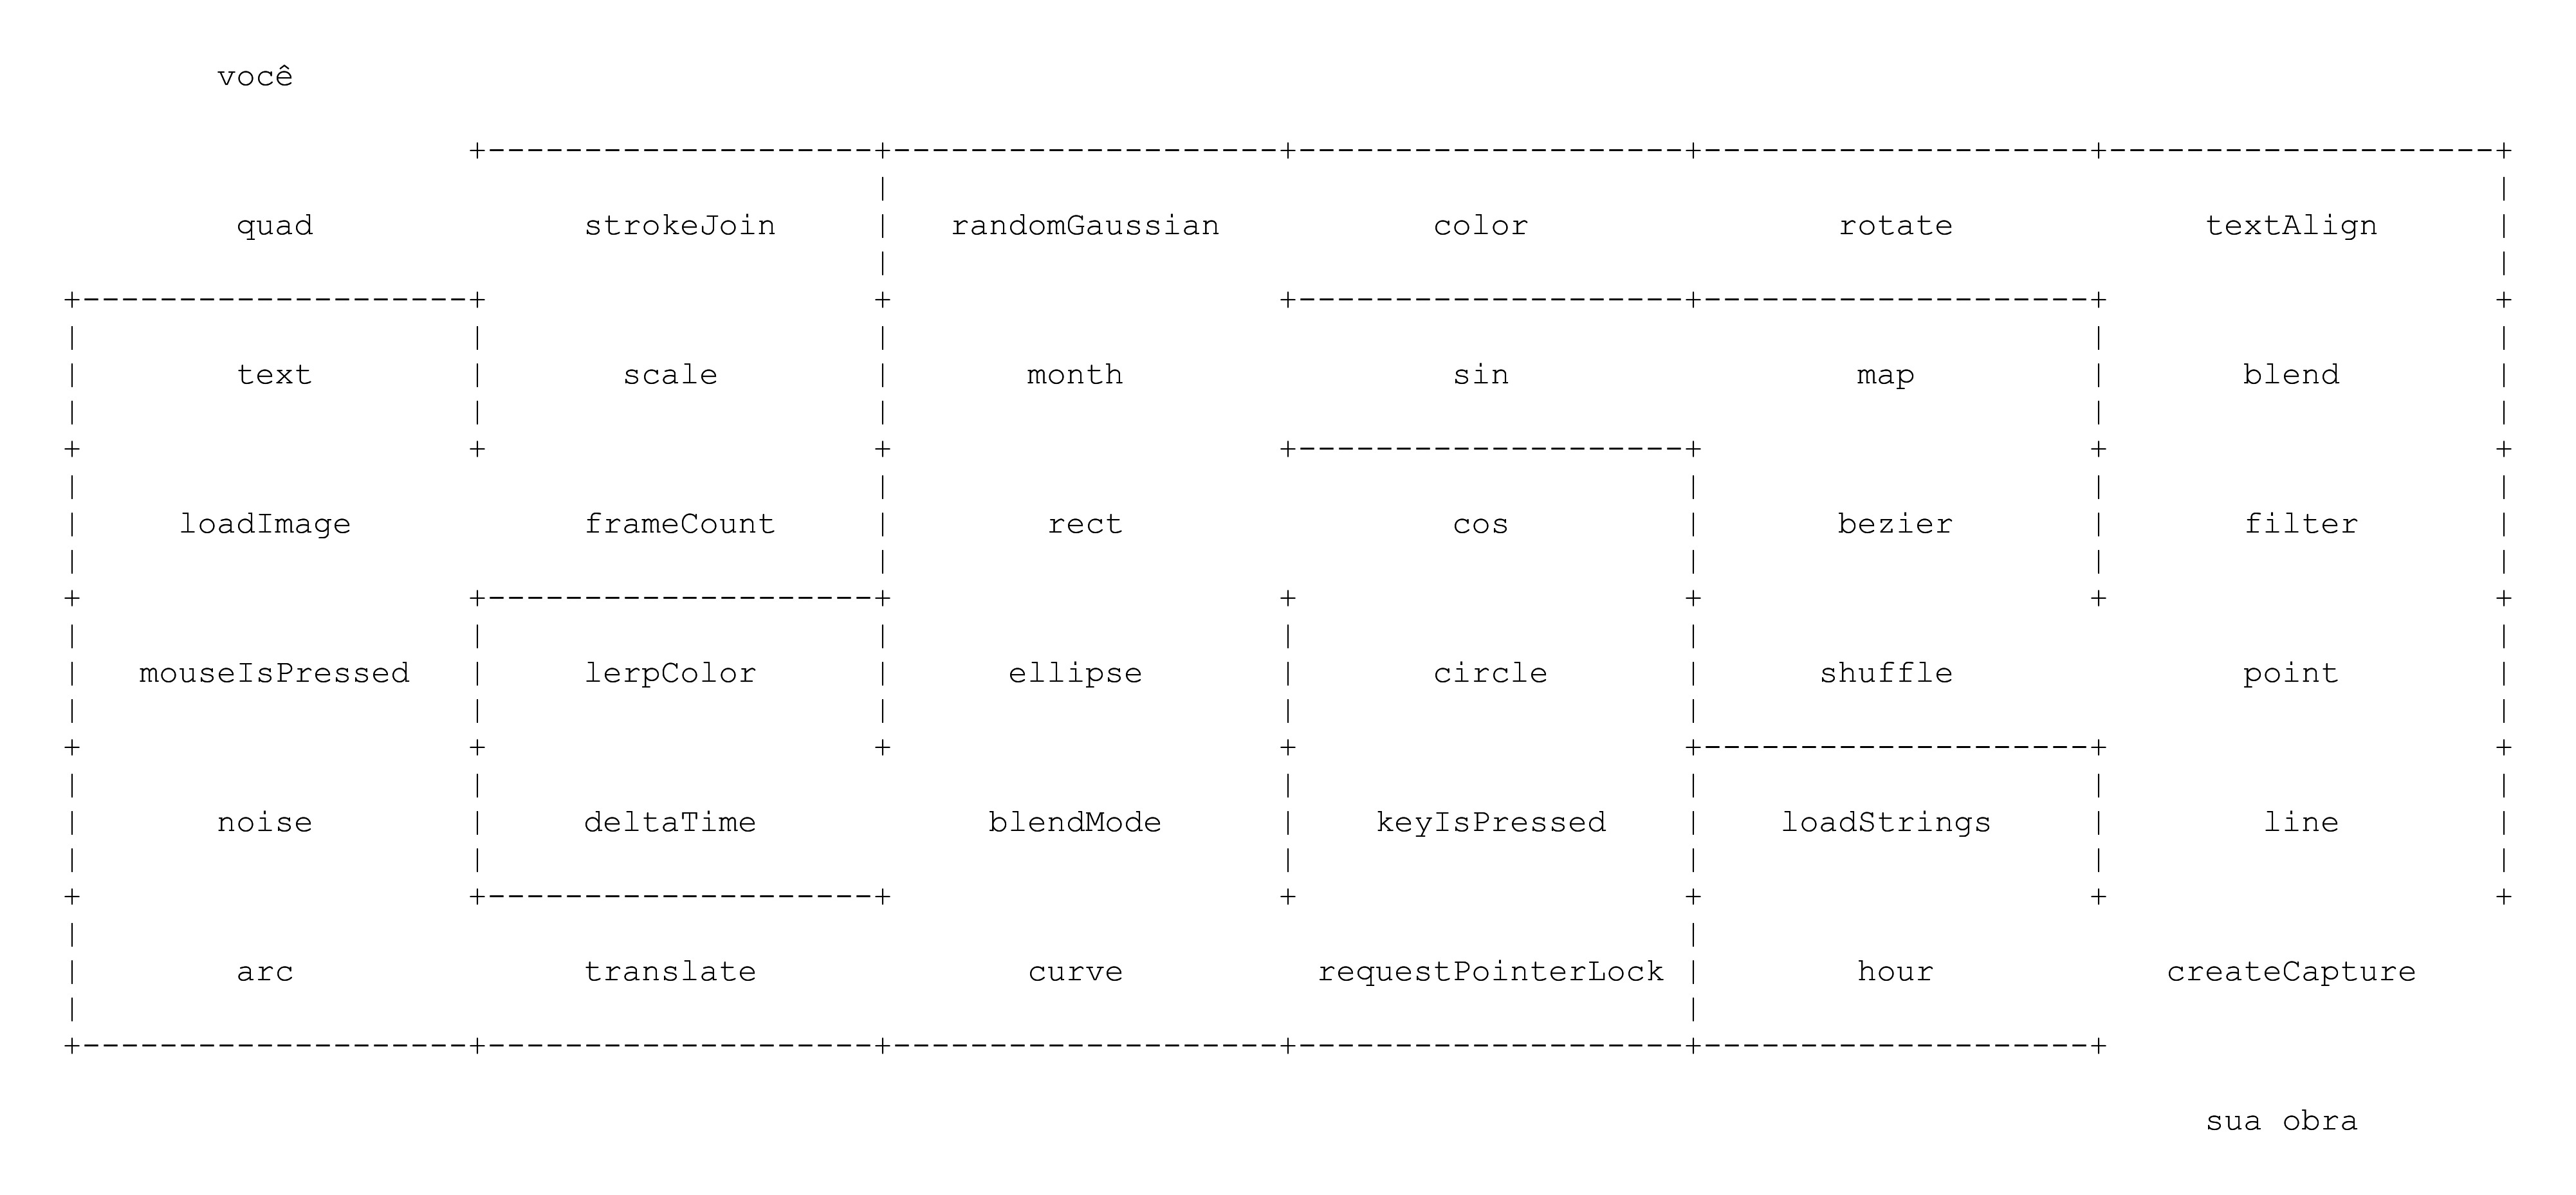 você
quad strokeJoin randomGaussian color rotate textAlign
text scale month sin map blend
loadImage frameCount rect cos bezier filter
mouseIsPressed lerpColor ellipse circle shuffle point
noise deltaTime blendMode keyIsPressed loadStrings line
arc translate curve requestPointerLock hour createCapture
sua obra